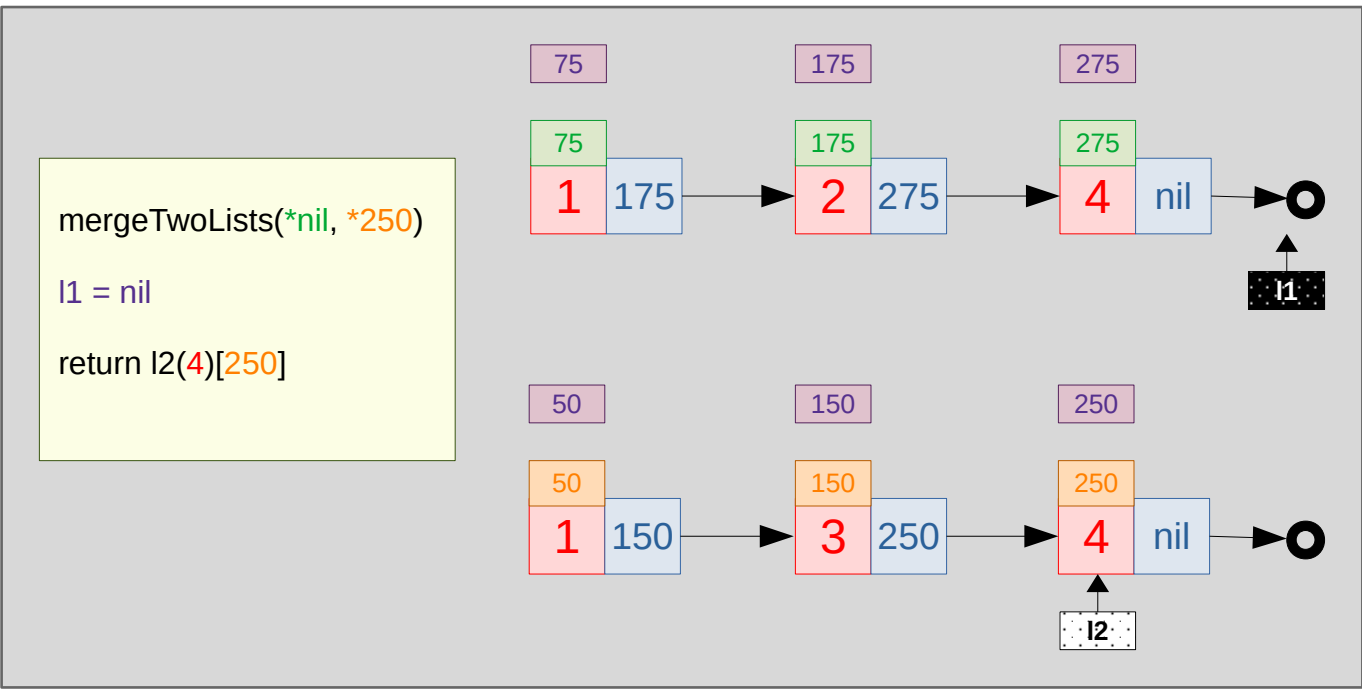 75 175 275
75 175 275
1 175 2 275 4 nil
mergeTwoLists(*nil, *250)
l1 = nil
l1
return l2(4)[250]
50 150 250
50 150 250
1 150 3 250 4 nil
l2